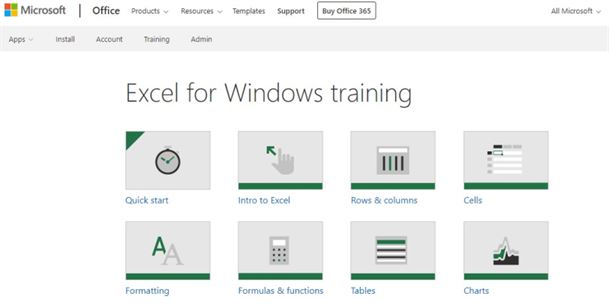 Microsoft Office Products Resources Templates Support Buy Office 365 All Microsoft
Apps Install Account Training Admin
Excel for Windows training
Quick start Intro to Excel Rows & columns Cells
Formatting Formulas & functions Tables Charts